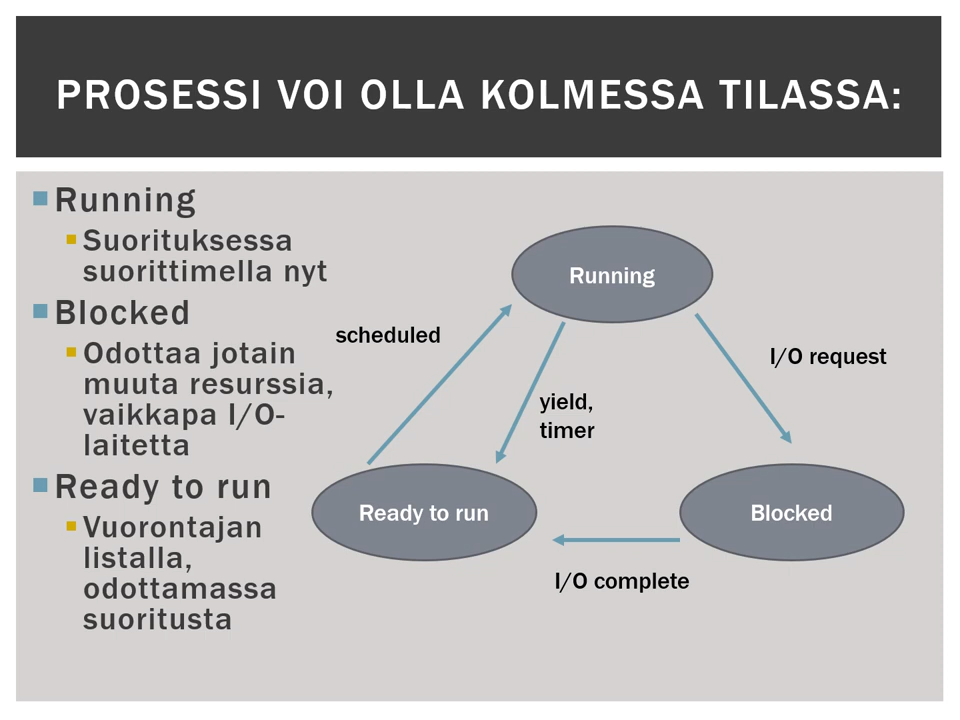 PROSESSI VOI OLLA KOLMESSA TILASSA:
Running
Suorituksessa
suorittimella nyt
Blocked
Odottaa jotain
muuta resurssia,
vaikkapa I/O-
laitetta
Ready to run
Vuorontajan
listalla,
odottamassa
suoritusta
Running
scheduled
I/O request
yield,
timer
Ready to run
Blocked
I/O complete